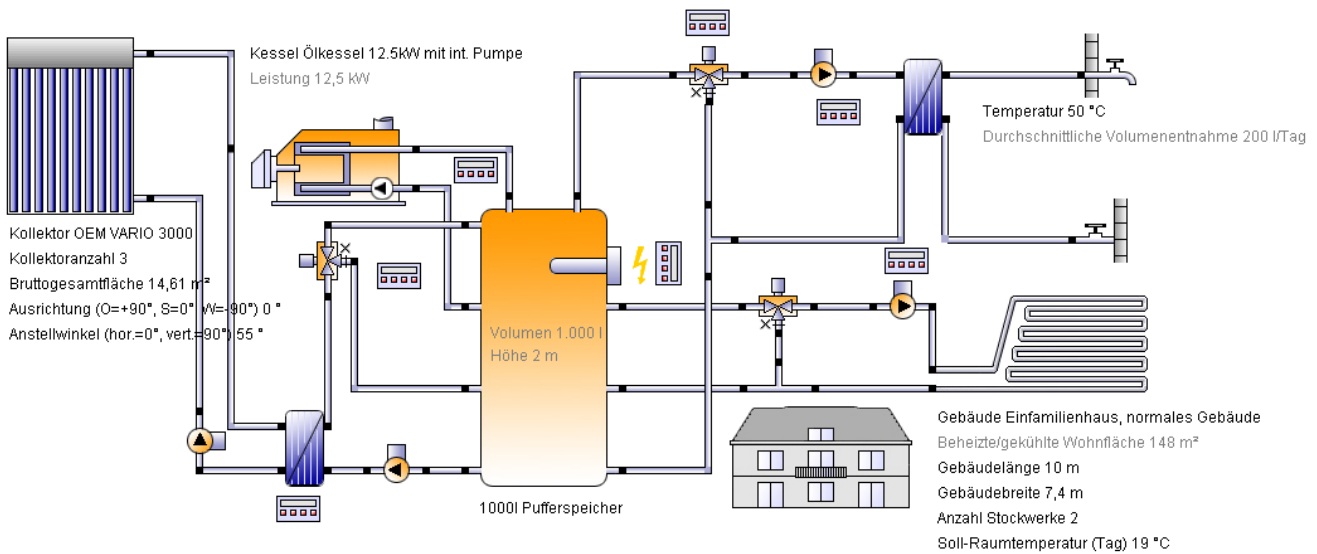 Kessel Ölkessel 12.5kW mit int. Pumpe
Leistung 12,5 kW
Temperatur 50 °C
Durchschnittliche Volumenentnahme 200 l/Tag
Kollektor OEM VARIO 3000
Kollektoranzahl 3
Bruttogesamtfläche 14,61 m²
Ausrichtung (O=+90°, S=0°, W=-90°) 0 °
Anstellwinkel (hor.=0°, vert.=90°) 55 °
Volumen 1.000 l
Höhe 2 m
1000l Pufferspeicher
Gebäude Einfamilienhaus, normales Gebäude
Beheizte/gekühlte Wohnfläche 148 m²
Gebäudelänge 10 m
Gebäudebreite 7,4 m
Anzahl Stockwerke 2
Soll-Raumtemperatur (Tag) 19 °C